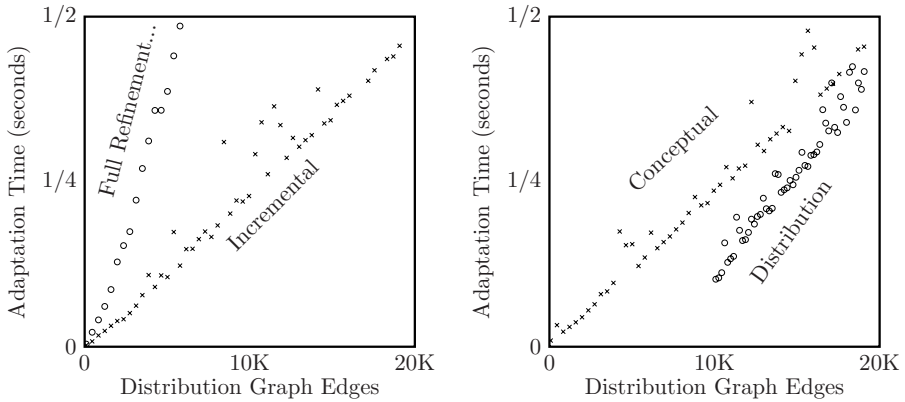 1/2
1/4
0
Adaptation Time (seconds)
Full Refinement...
Incremental
0
10K
20K
Distribution Graph Edges
1/2
1/4
0
Adaptation Time (seconds)
Conceptual
Distribution
0
10K
20K
Distribution Graph Edges